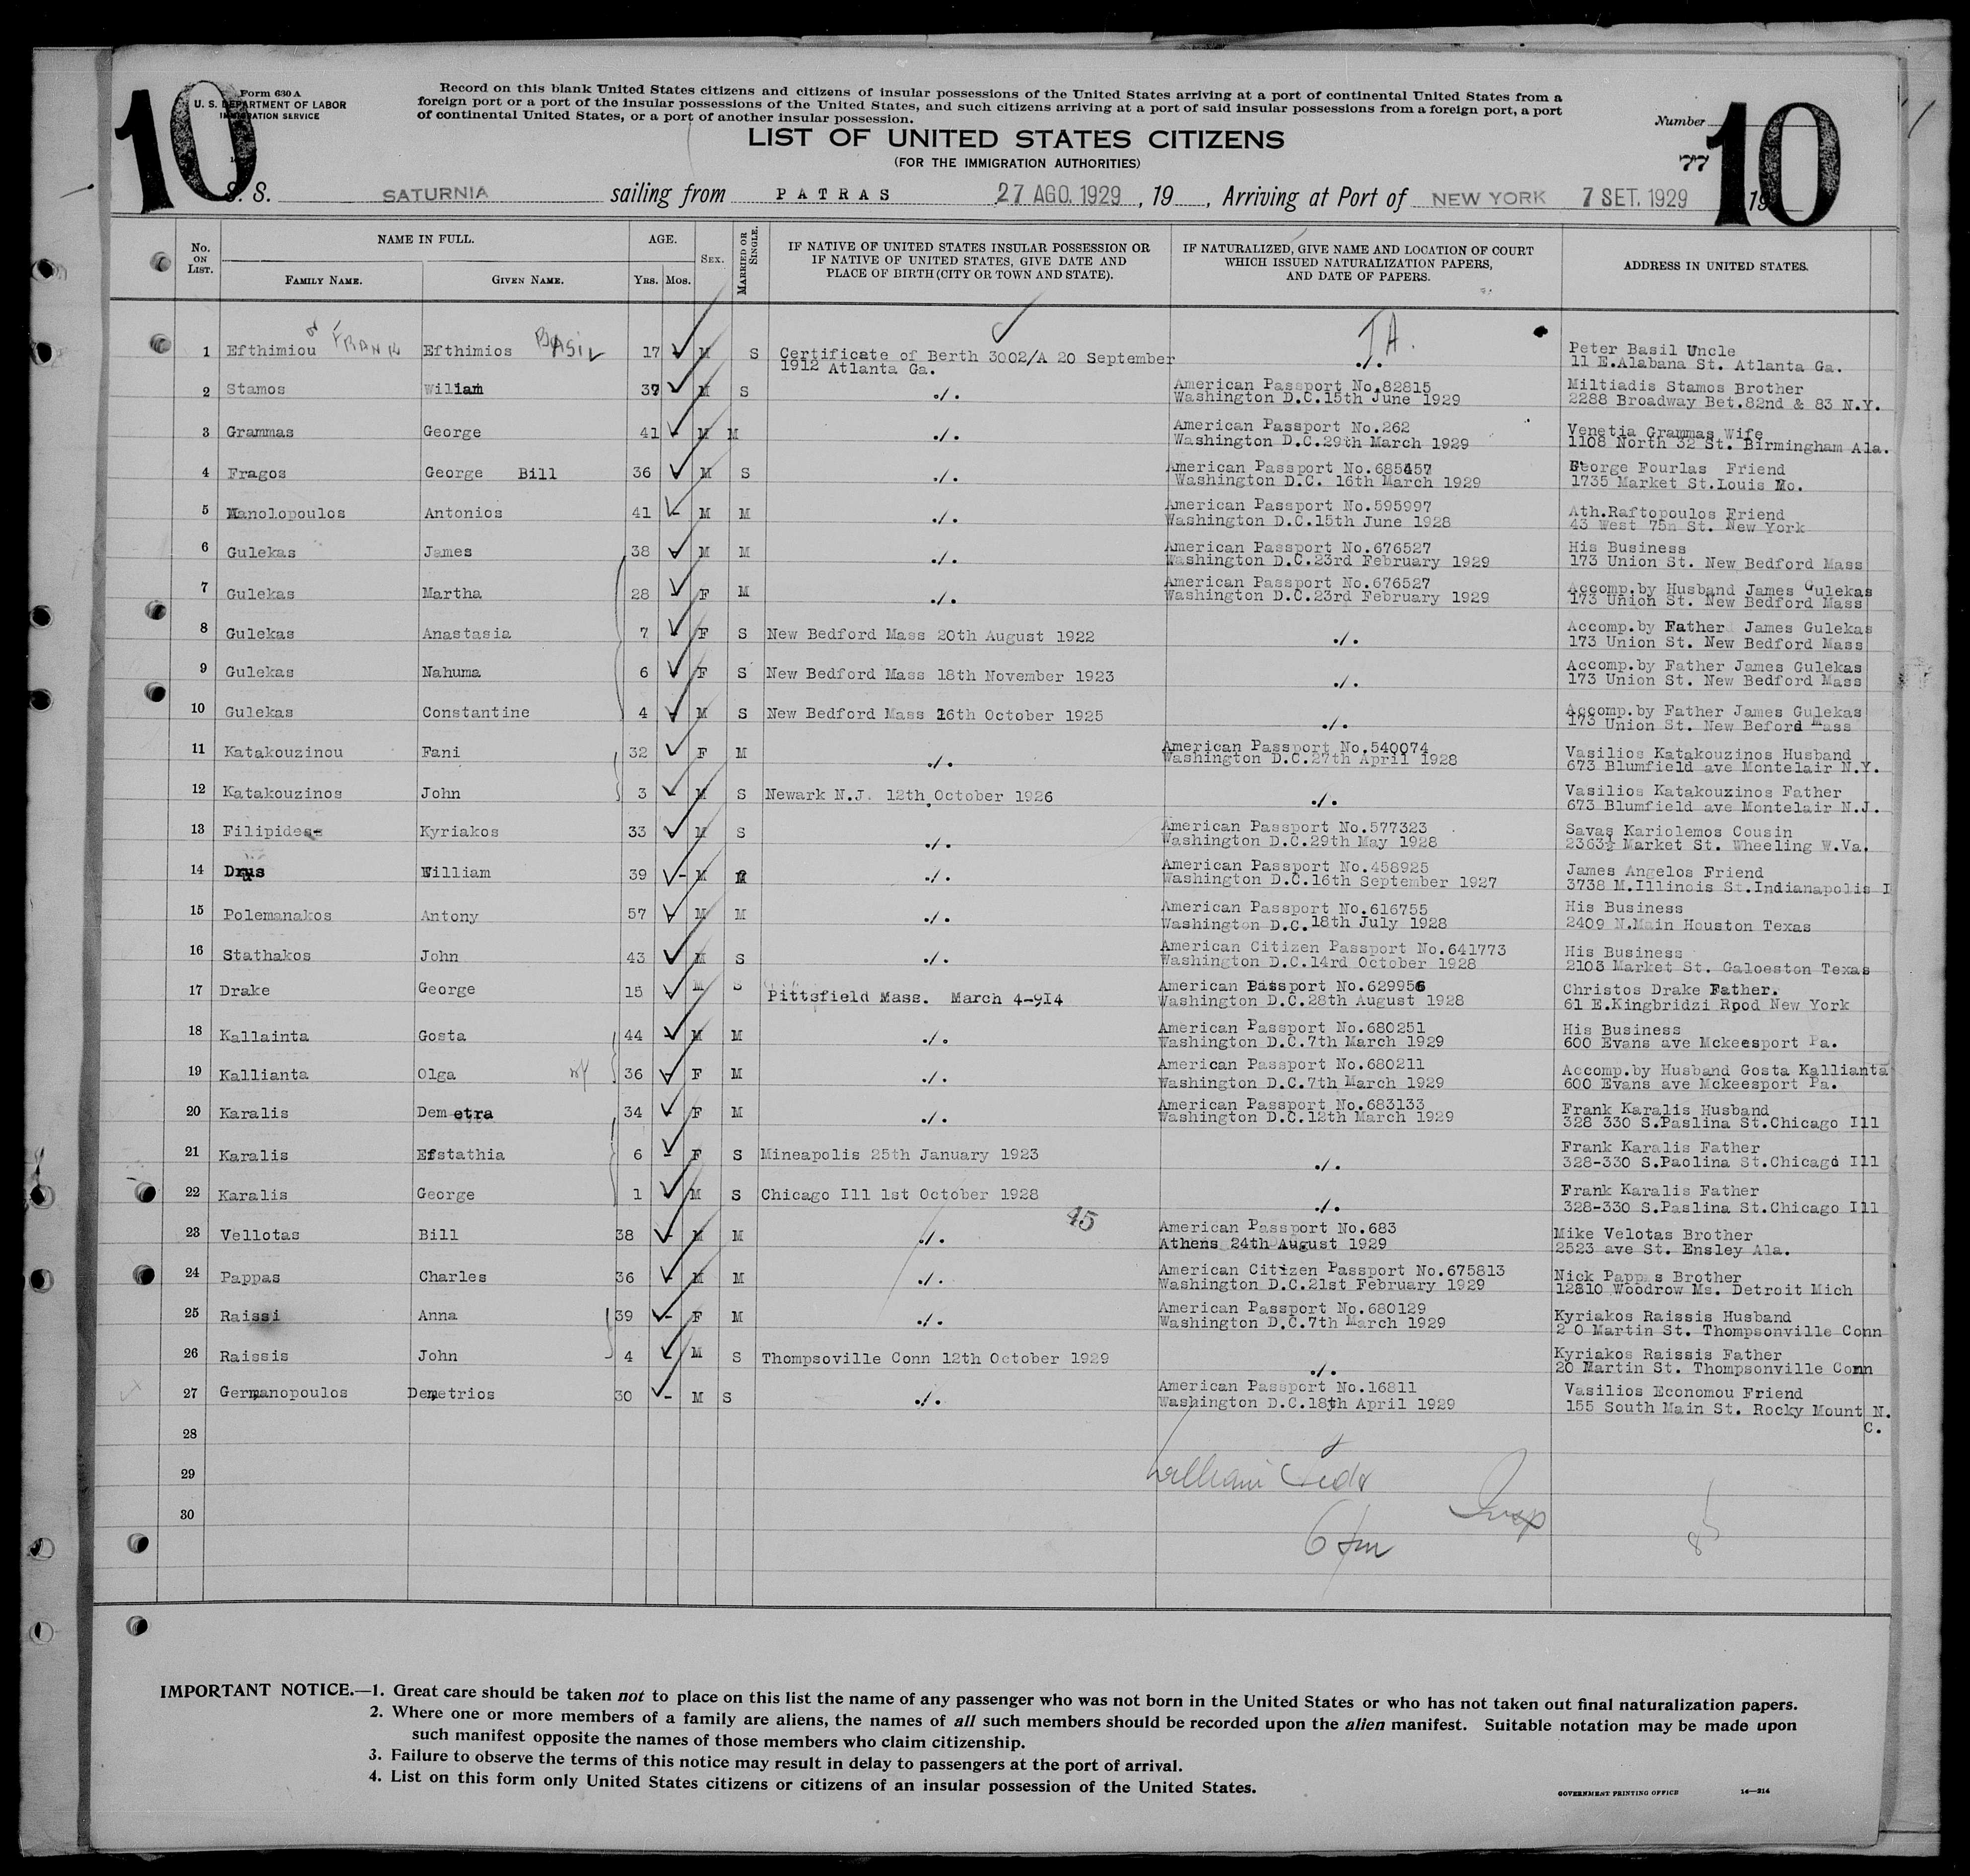 10
Form 630 A
U. S. DEPARTMENT OF LABOR
IMMIGRATION SERVICE
Record on this blank United States citizens and citizens of insular possessions of the United States arriving at a port of continental United States from a
foreign port or a port of the insular possessions of the United States, and such citizens arriving at a port of said insular possessions from a foreign port, a port
of continental United States, or a port of another insular possession.
LIST OF UNITED STATES CITIZENS
(FOR THE IMMIGRATION AUTHORITIES)
Number
77
10
S. S. SATURNIA sailing from PATRAS 27 AGO. 1929, 19 , Arriving at Port of NEW YORK 7 SET. 1929 19
No. ON LIST. NAME IN FULL. FAMILY NAME. GIVEN NAME. AGE. YRS. MOS. SEX. MARRIED OR SINGLE. IF NATIVE OF UNITED STATES INSULAR POSSESSION OR IF NATIVE OF UNITED STATES, GIVE DATE AND PLACE OF BIRTH (CITY OR TOWN AND STATE). IF NATURALIZED, GIVE NAME AND LOCATION OF COURT WHICH ISSUED NATURALIZATION PAPERS, AND DATE OF PAPERS. ADDRESS IN UNITED STATES.
1 Efthimiou or FRANK Efthimios BASIL 17 M S Certificate of Berth 3002/A 20 September ./. Peter Basil Uncle
1912 Atlanta Ga. 11 E.Alabana St. Atlanta Ga.
2 Stamos Wiliam 39 M S ./. American Passport No.82815 Miltiadis Stamos Brother
Washington D.C.15th June 1929 2288 Broadway Bet.82nd & 83 N.Y.
3 Grammas George 41 M M ./. American Passport No.262 Venetia Grammas Wife
Washington D.C.29th March 1929 1108 North 32 St. Birmingham Ala.
4 Fragos George Bill 36 M S ./. American Passport No.685457 George Fourlas Friend
Washington D.C. 16th March 1929 1735 Market St.Louis Mo.
5 Manolopoulos Antonios 41 M M ./. American Passport No.595997 Ath.Raftopoulos Friend
Washington D.C.15th June 1928 43 West 75n St. New York
6 Gulekas James 38 M M ./. American Passport No.676527 His Business
Washington D.C.23rd February 1929 173 Union St. New Bedford Mass
7 Gulekas Martha 28 F M ./. American Passport No.676527 Accomp.by Husband James Gulekas
Washington D.C.23rd February 1929 173 Union St. New Bedford Mass
8 Gulekas Anastasia 7 F S New Bedford Mass 20th August 1922 ./. Accomp.by Father James Gulekas
173 Union St. New Bedford Mass
9 Gulekas Nahuma 6 F S New Bedford Mass 18th November 1923 ./. Accomp.by Father James Gulekas
173 Union St. New Bedford Mass
10 Gulekas Constantine 4 M S New Bedford Mass 26th October 1925 ./. Accomp.by Father James Gulekas
173 Union St. New Beford Mass
11 Katakouzinou Fani 32 F M ./. American Passport No.540074 Vasilios Katakouzinos Husband
Washington D.C.27th April 1928 673 Blumfield ave Montelair N.Y.
12 Katakouzinos John 3 M S Newark N.J. 12th October 1926 ./. Vasilios Katakouzinos Father
673 Blumfield ave Montelair N.J.
13 Filipides Kyriakos 33 M S ./. American Passport No.577323 Savas Kariolemos Cousin
Washington D.C.29th May 1928 2363½ Market St. Wheeling W.Va.
14 Drus William 39 M ./. American Passport No.458925 James Angelos Friend
Washington D.C.16th September 1927 3738 M.Illinois St.Indianapolis I
15 Polemanakos Antony 57 M M ./. American Passport No.616755 His Business
Washington D.C.18th July 1928 2409 N.Main Houston Texas
16 Stathakos John 43 M S ./. American Citizen Passport No.641773 His Business
Washington D.C.14rd October 1928 2103 Market St. Galoeston Texas
17 Drake George 15 M S Pittsfield Mass. March 4-9I4 American Passport No.629956 Christos Drake Father.
Washington D.C.28th August 1928 61 E.Kingbridzi Rood New York
18 Kallainta Gosta 44 M M ./. American Passport No.680251 His Business
Washington D.C.7th March 1929 600 Evans ave Mckeesport Pa.
19 Kallianta Olga wf 36 F M ./. American Passport No.680211 Accomp.by Husband Gosta Kallianta
Washington D.C.7th March 1929 600 Evans ave Mckeesport Pa.
20 Karalis Demetra 34 F M ./. American Passport No.683133 Frank Karalis Husband
Washington D.C.12th March 1929 328 330 S.Paslina St.Chicago Ill
21 Karalis Efstathia 6 F S Mineapolis 25th January 1923 ./. Frank Karalis Father
328-330 S.Paolina St.Chicago Ill
22 Karalis George 1 M S Chicago Ill 1st October 1928 ./. Frank Karalis Father
328-330 S.Paslina St.Chicago Ill
45
23 Vellotas Bill 38 M M ./. American Passport No.683 Mike Velotas Brother
Athens 24th August 1929 2523 ave St. Ensley Ala.
24 Pappas Charles 36 M M ./. American Citizen Passport No.675813 Nick Pappas Brother
Washington D.C.21st February 1929 12810 Woodrow Ms. Detroit Mich
25 Raissi Anna 39 F M ./. American Passport No.680129 Kyriakos Raissis Husband
Washington D.C.7th March 1929 2 0 Martin St. Thompsonville Conn
26 Raissis John 4 M S Thompsoville Conn 12th October 1929 ./. Kyriakos Raissis Father
20 Martin St. Thompsonville Conn
27 Germanopoulos Demetrios 30 M S ./. American Passport No.16811 Vasilios Economou Friend
Washington D.C.18th April 1929 155 South Main St. Rocky Mount N.
C.
28
29 William
30 Insp
IMPORTANT NOTICE.—1. Great care should be taken not to place on this list the name of any passenger who was not born in the United States or who has not taken out final naturalization papers.
2. Where one or more members of a family are aliens, the names of all such members should be recorded upon the alien manifest. Suitable notation may be made upon
such manifest opposite the names of those members who claim citizenship.
3. Failure to observe the terms of this notice may result in delay to passengers at the port of arrival.
4. List on this form only United States citizens or citizens of an insular possession of the United States.
GOVERNMENT PRINTING OFFICE 14—214